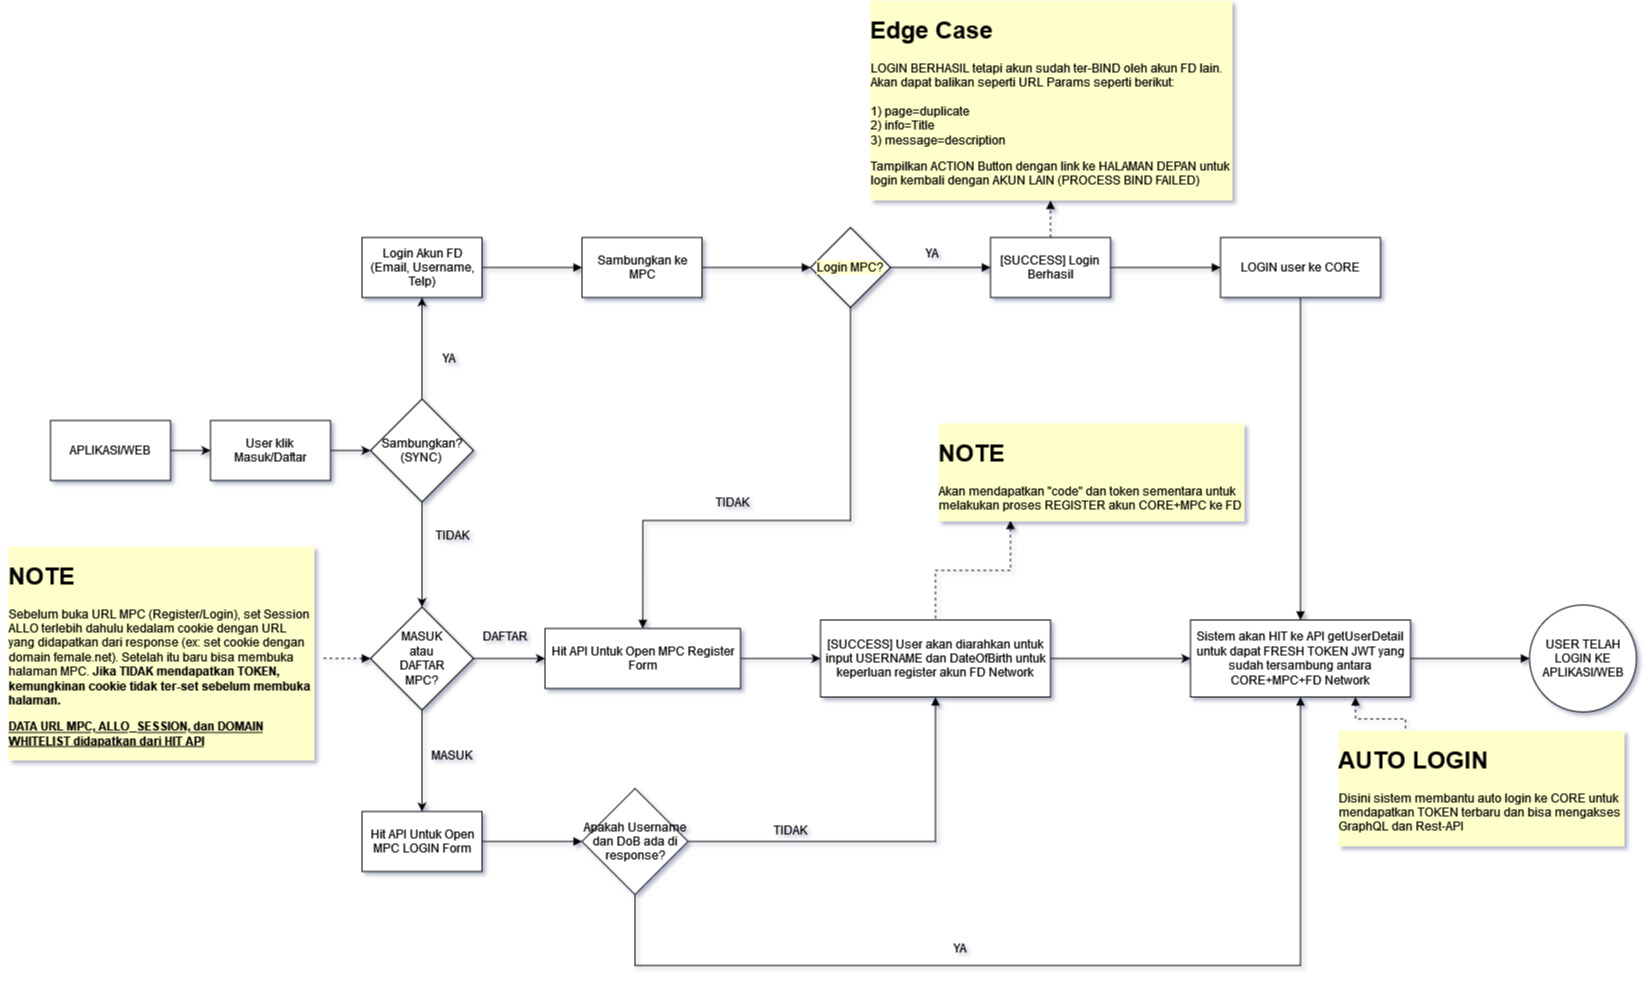 Edge Case
LOGIN BERHASIL tetapi akun sudah ter-BIND oleh akun FD lain.
Akan dapat balikan seperti URL Params seperti berikut:
1) page=duplicate
2) info=Title
3) message=description
Tampilkan ACTION Button dengan link ke HALAMAN DEPAN untuk
login kembali dengan AKUN LAIN (PROCESS BIND FAILED)
Login Akun FD
(Email, Username,
Telp)
Sambungkan ke
MPC
Login MPC?
YA
[SUCCESS] Login
Berhasil
LOGIN user ke CORE
YA
APLIKASI/WEB
User klik
Masuk/Daftar
Sambungkan?
(SYNC)
TIDAK
TIDAK
NOTE
Akan mendapatkan "code" dan token sementara untuk
melakukan proses REGISTER akun CORE+MPC ke FD
NOTE
Sebelum buka URL MPC (Register/Login), set Session
ALLO terlebih dahulu kedalam cookie dengan URL
yang didapatkan dari response (ex: set cookie dengan
domain female.net). Setelah itu baru bisa membuka
halaman MPC. Jika TIDAK mendapatkan TOKEN,
kemungkinan cookie tidak ter-set sebelum membuka
halaman.
DATA URL MPC, ALLO_SESSION, dan DOMAIN
WHITELIST didapatkan dari HIT API
MASUK
atau
DAFTAR
MPC?
DAFTAR
Hit API Untuk Open MPC Register
Form
[SUCCESS] User akan diarahkan untuk
input USERNAME dan DateOfBirth untuk
keperluan register akun FD Network
Sistem akan HIT ke API getUserDetail
untuk dapat FRESH TOKEN JWT yang
sudah tersambung antara
CORE+MPC+FD Network
USER TELAH
LOGIN KE
APLIKASI/WEB
MASUK
AUTO LOGIN
Disini sistem membantu auto login ke CORE untuk
mendapatkan TOKEN terbaru dan bisa mengakses
GraphQL dan Rest-API
Hit API Untuk Open
MPC LOGIN Form
Apakah Username
dan DoB ada di
response?
TIDAK
YA